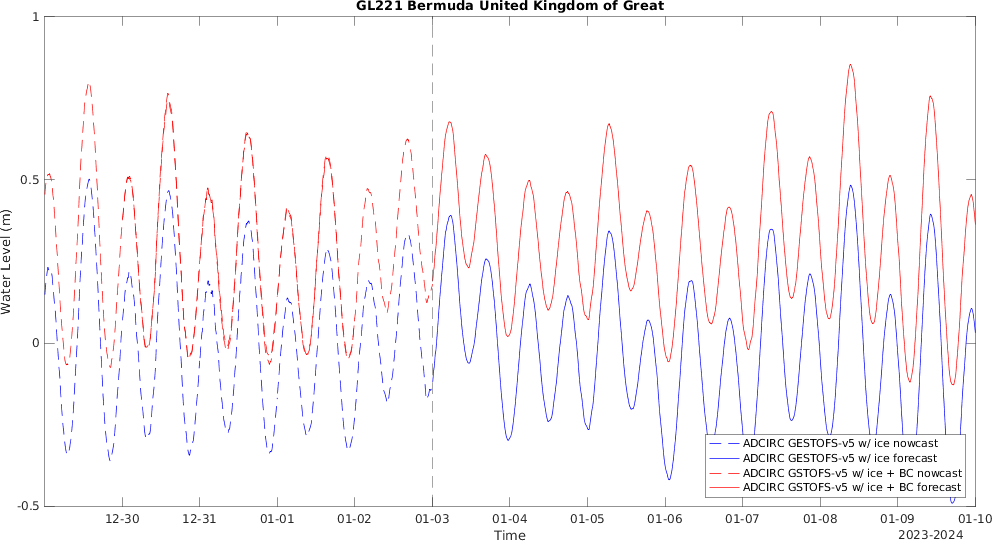 GL221 Bermuda United Kingdom of Great
1
0.5
0
-0.5
Water Level (m)
ADCIRC GESTOFS-v5 w/ ice nowcast
ADCIRC GESTOFS-v5 w/ ice forecast
ADCIRC GSTOFS-v5 w/ ice + BC nowcast
ADCIRC GSTOFS-v5 w/ ice + BC forecast
12-30 12-31 01-01 01-02 01-03 01-04 01-05 01-06 01-07 01-08 01-09 01-10
Time
2023-2024